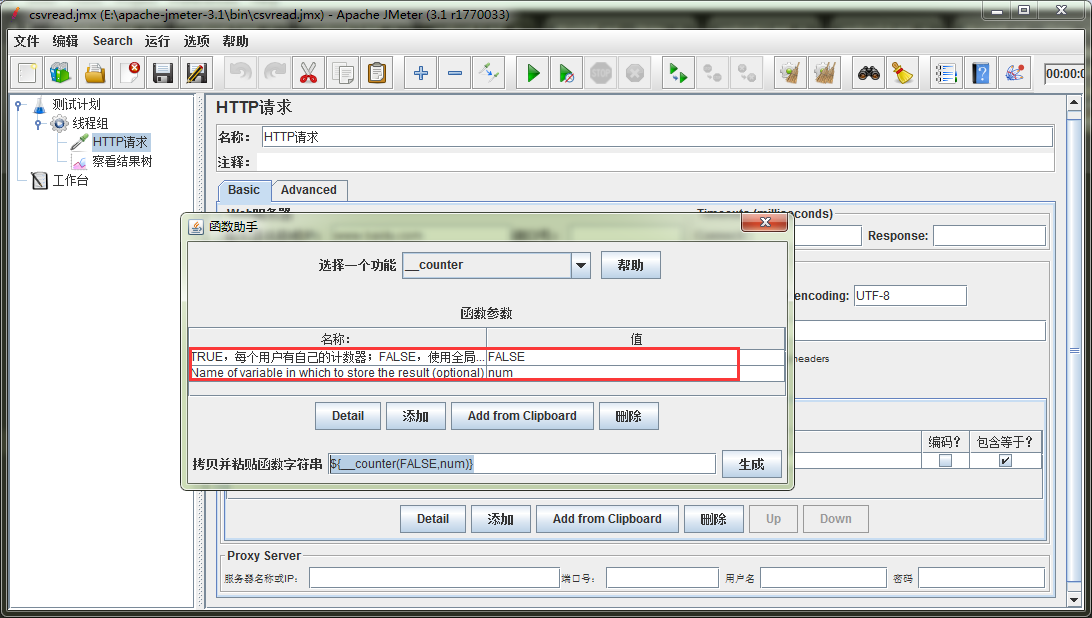 csvread.jmx (E:\apache-jmeter-3.1\bin\csvread.jmx) - Apache JMeter (3.1 r1770033)
文件 编辑 Search 运行 选项 帮助
00:00:0
测试计划
线程组
HTTP请求
察看结果树
工作台
HTTP请求
名称: HTTP请求
注释:
Basic Advanced
Timeouts (milliseconds)
Response:
encoding: UTF-8
headers
编码? 包含等于?
函数助手
选择一个功能 __counter 帮助
函数参数
名称: 值
TRUE，每个用户有自己的计数器；FALSE，使用全局... FALSE
Name of variable in which to store the result (optional) num
Detail 添加 Add from Clipboard 删除
拷贝并粘贴函数字符串 ${__counter(FALSE,num)} 生成
Detail 添加 Add from Clipboard 删除 Up Down
Proxy Server
服务器名称或IP: 端口号: 用户名 密码